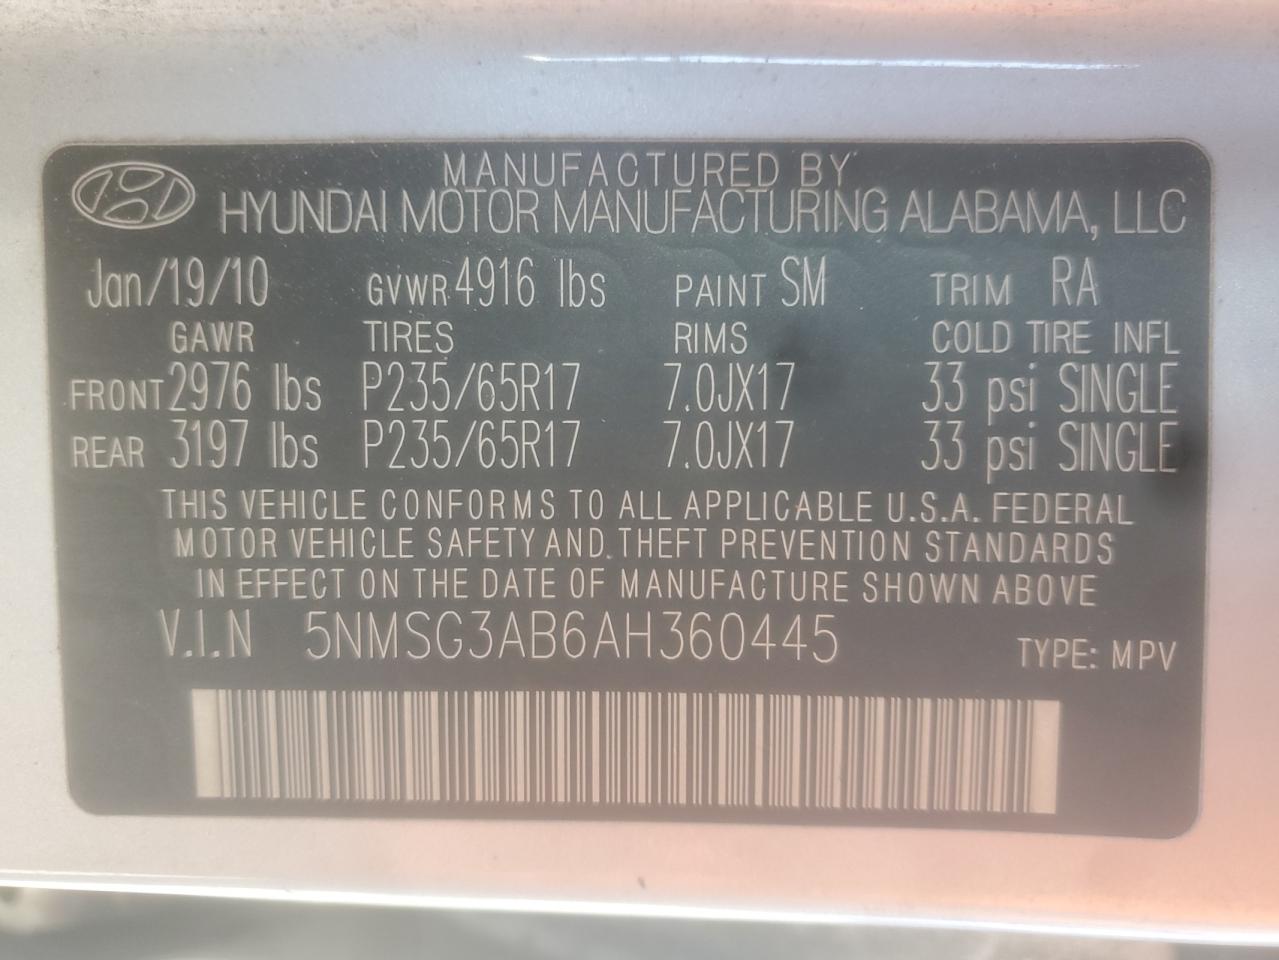 MANUFACTURED BY
HYUNDAI MOTOR MANUFACTURING ALABAMA, LLC
Jan/19/10 GVWR 4916 lbs PAINT SM TRIM RA
GAWR TIRES RIMS COLD TIRE INFL
FRONT 2976 lbs P235/65R17 7.0JX17 33 psi SINGLE
REAR 3197 lbs P235/65R17 7.0JX17 33 psi SINGLE
THIS VEHICLE CONFORMS TO ALL APPLICABLE U.S.A. FEDERAL
MOTOR VEHICLE SAFETY AND THEFT PREVENTION STANDARDS
IN EFFECT ON THE DATE OF MANUFACTURE SHOWN ABOVE
V.I.N 5NMSG3AB6AH360445 TYPE: MPV